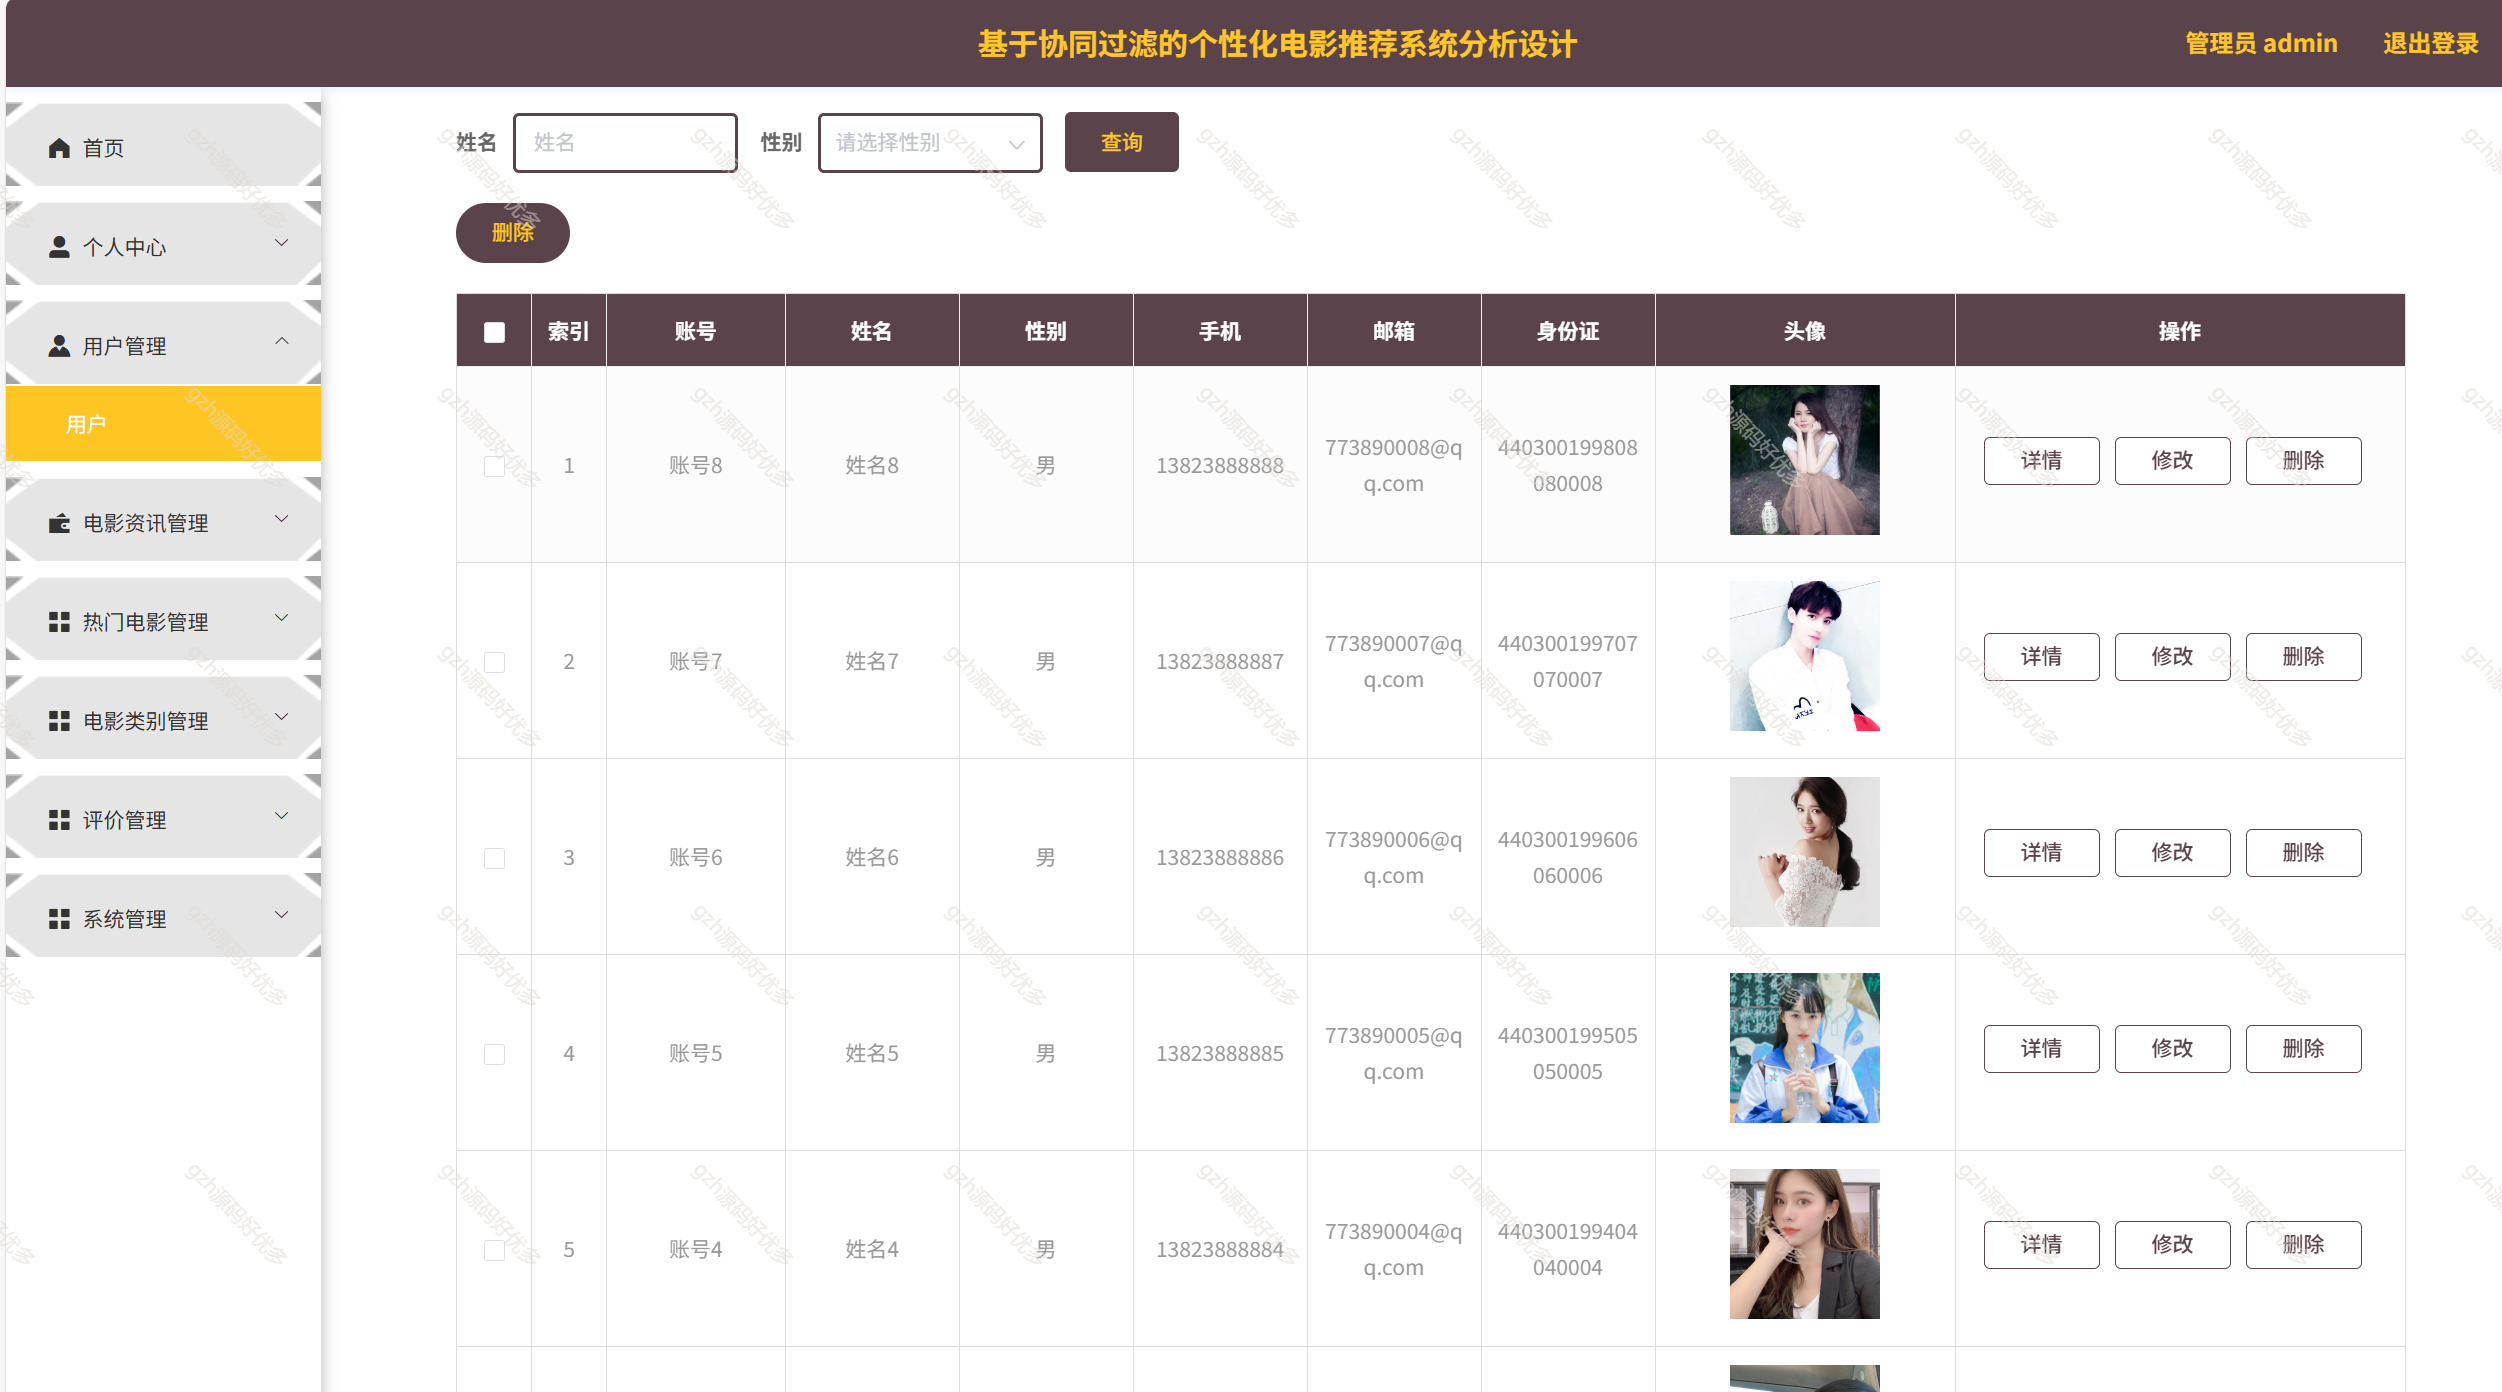 基于协同过滤的个性化电影推荐系统分析设计
管理员 admin
退出登录
首页
个人中心
用户管理
用户
电影资讯管理
热门电影管理
电影类别管理
评价管理
系统管理
姓名 姓名 性别 请选择性别 查询
删除
索引 账号 姓名 性别 手机 邮箱 身份证 头像 操作
1 账号8 姓名8 男 13823888888 773890008@q 440300199808 详情 修改 删除
q.com 080008
2 账号7 姓名7 男 13823888887 773890007@q 440300199707 详情 修改 删除
q.com 070007
3 账号6 姓名6 男 13823888886 773890006@q 440300199606 详情 修改 删除
q.com 060006
4 账号5 姓名5 男 13823888885 773890005@q 440300199505 详情 修改 删除
q.com 050005
5 账号4 姓名4 男 13823888884 773890004@q 440300199404 详情 修改 删除
q.com 040004
gzh源码好优多